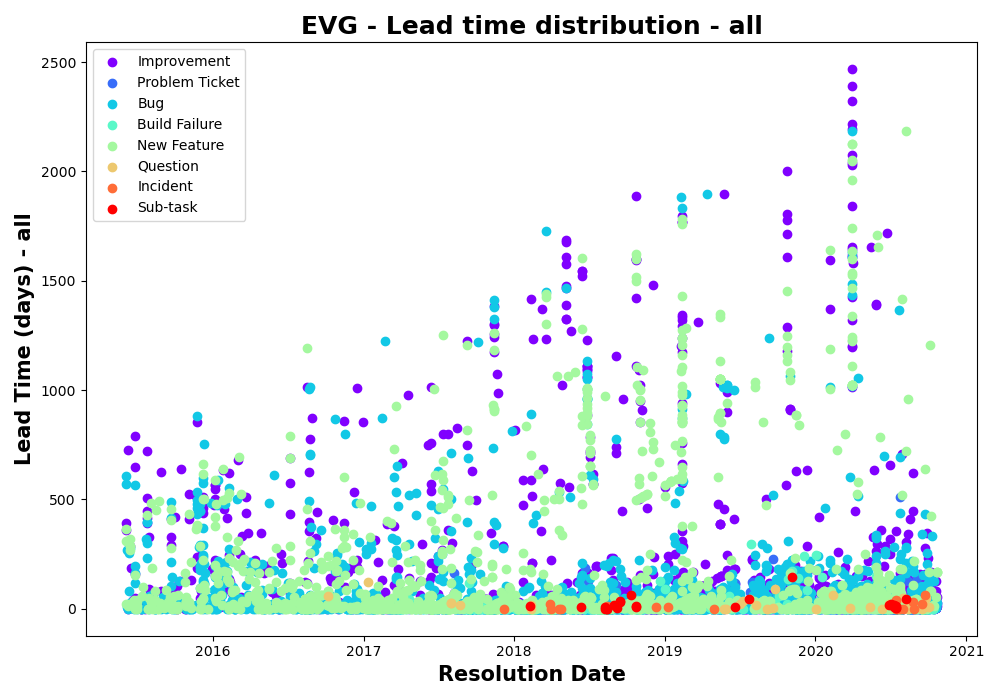 EVG - Lead time distribution - all
Lead Time (days) - all
2500
2000
1500
1000
500
0
Improvement
Problem Ticket
Bug
Build Failure
New Feature
Question
Incident
Sub-task
2016
2017
2018
2019
2020
2021
Resolution Date